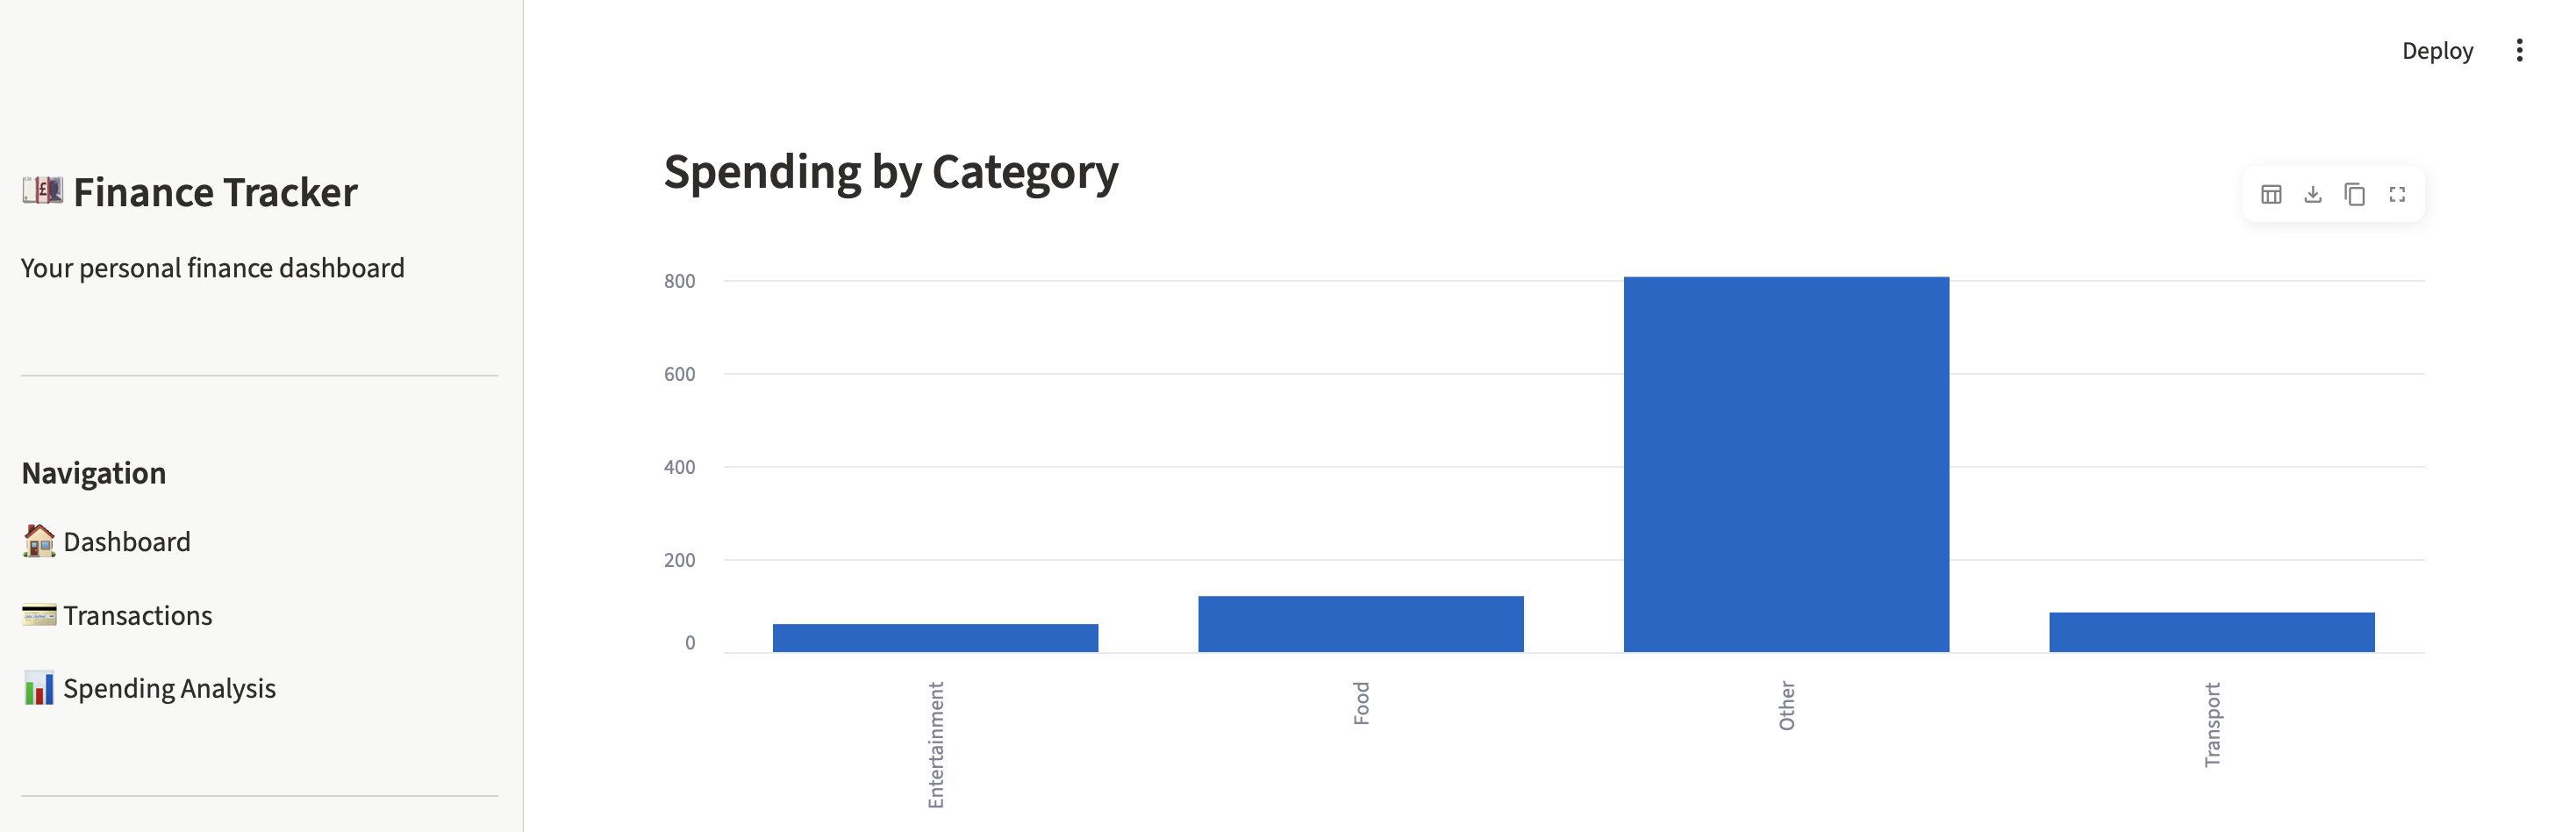 Deploy
Finance Tracker
Your personal finance dashboard
Navigation
Dashboard
Transactions
Spending Analysis
Spending by Category
800
600
400
200
0
Entertainment
Food
Other
Transport